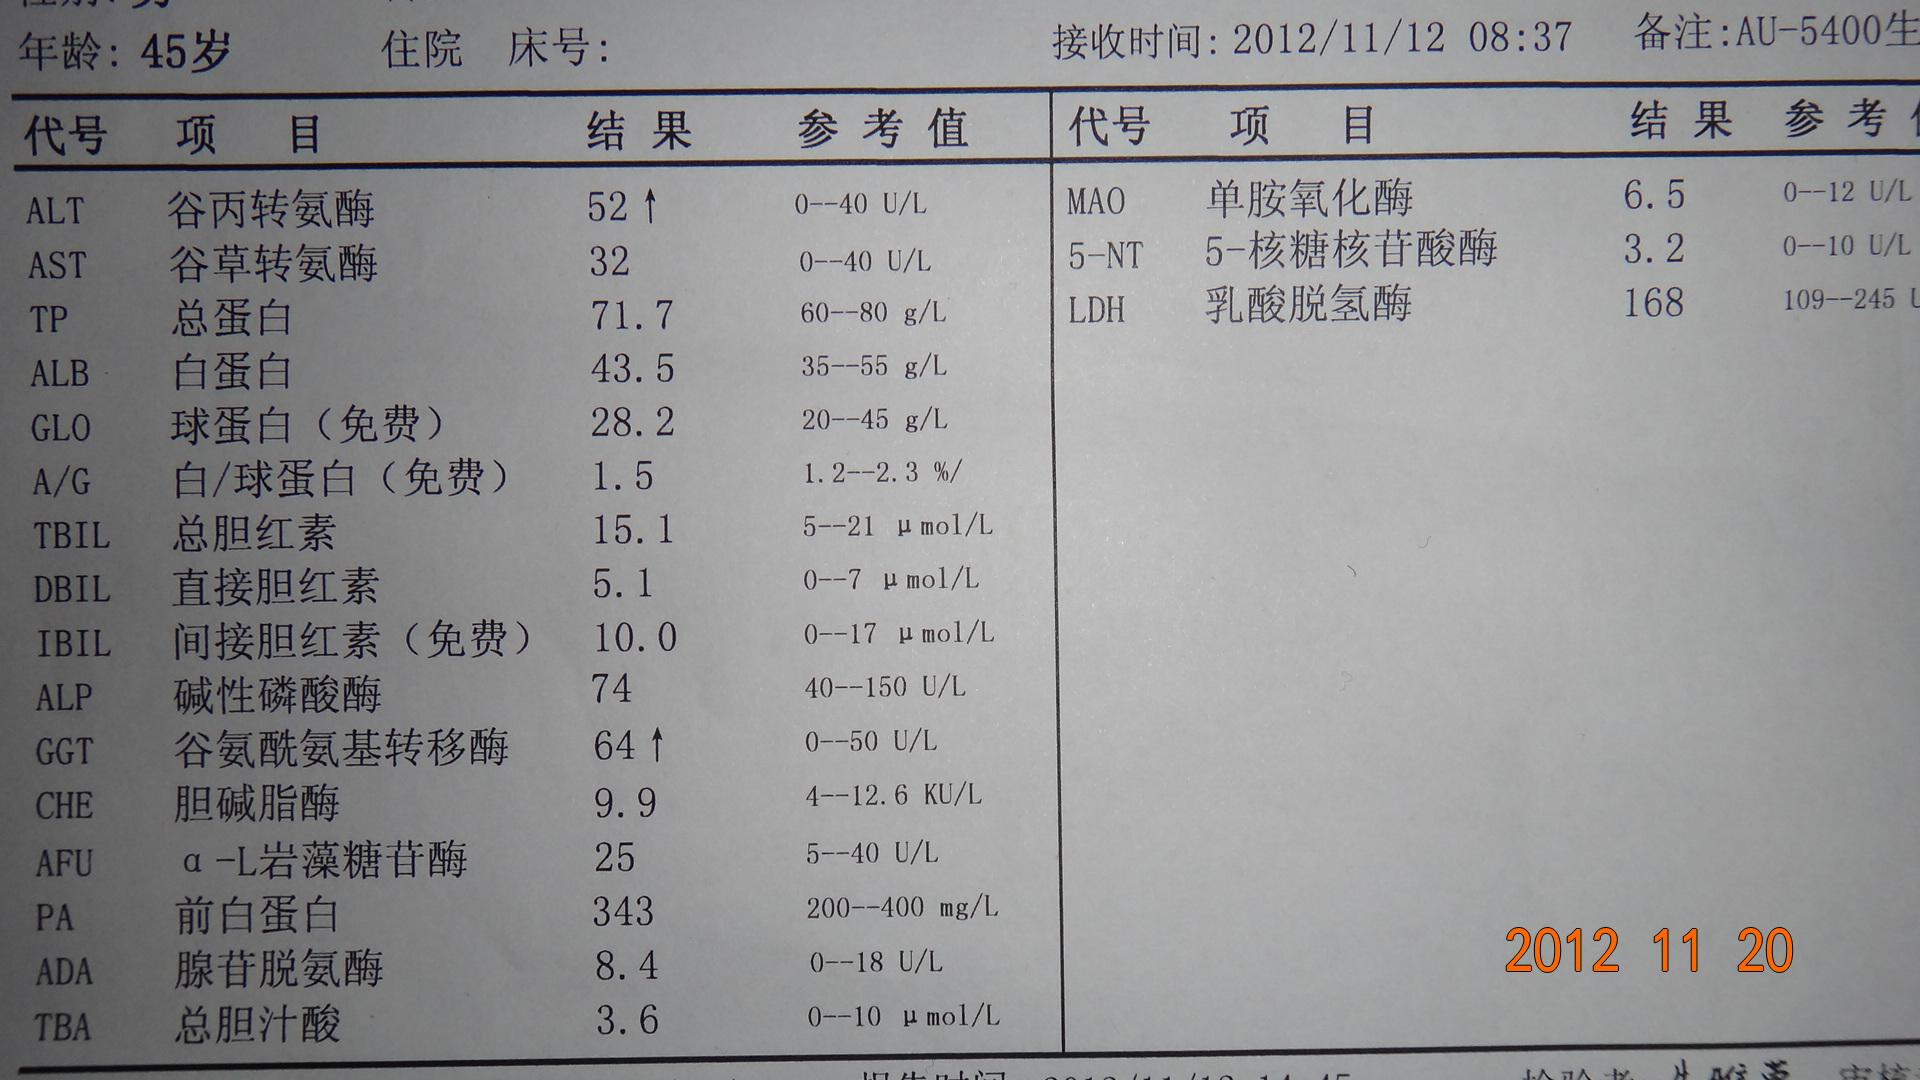 年龄: 45岁 住院 床号: 接收时间: 2012/11/12 08:37 备注:AU-5400生
代号 项 目 结 果 参 考 值 代号 项 目 结 果 参 考
ALT 谷丙转氨酶 52↑ 0--40 U/L MAO 单胺氧化酶 6.5 0--12 U/L
AST 谷草转氨酶 32 0--40 U/L 5-NT 5-核糖核苷酸酶 3.2 0--10 U/L
TP 总蛋白 71.7 60--80 g/L LDH 乳酸脱氢酶 168 109--245 U
ALB 白蛋白 43.5 35--55 g/L
GLO 球蛋白（免费） 28.2 20--45 g/L
A/G 白/球蛋白（免费） 1.5 1.2--2.3 %/
TBIL 总胆红素 15.1 5--21 μmol/L
DBIL 直接胆红素 5.1 0--7 μmol/L
IBIL 间接胆红素（免费） 10.0 0--17 μmol/L
ALP 碱性磷酸酶 74 40--150 U/L
GGT 谷氨酰氨基转移酶 64↑ 0--50 U/L
CHE 胆碱脂酶 9.9 4--12.6 KU/L
AFU α-L岩藻糖苷酶 25 5--40 U/L
PA 前白蛋白 343 200--400 mg/L
ADA 腺苷脱氨酶 8.4 0--18 U/L
TBA 总胆汁酸 3.6 0--10 μmol/L
2012 11 20